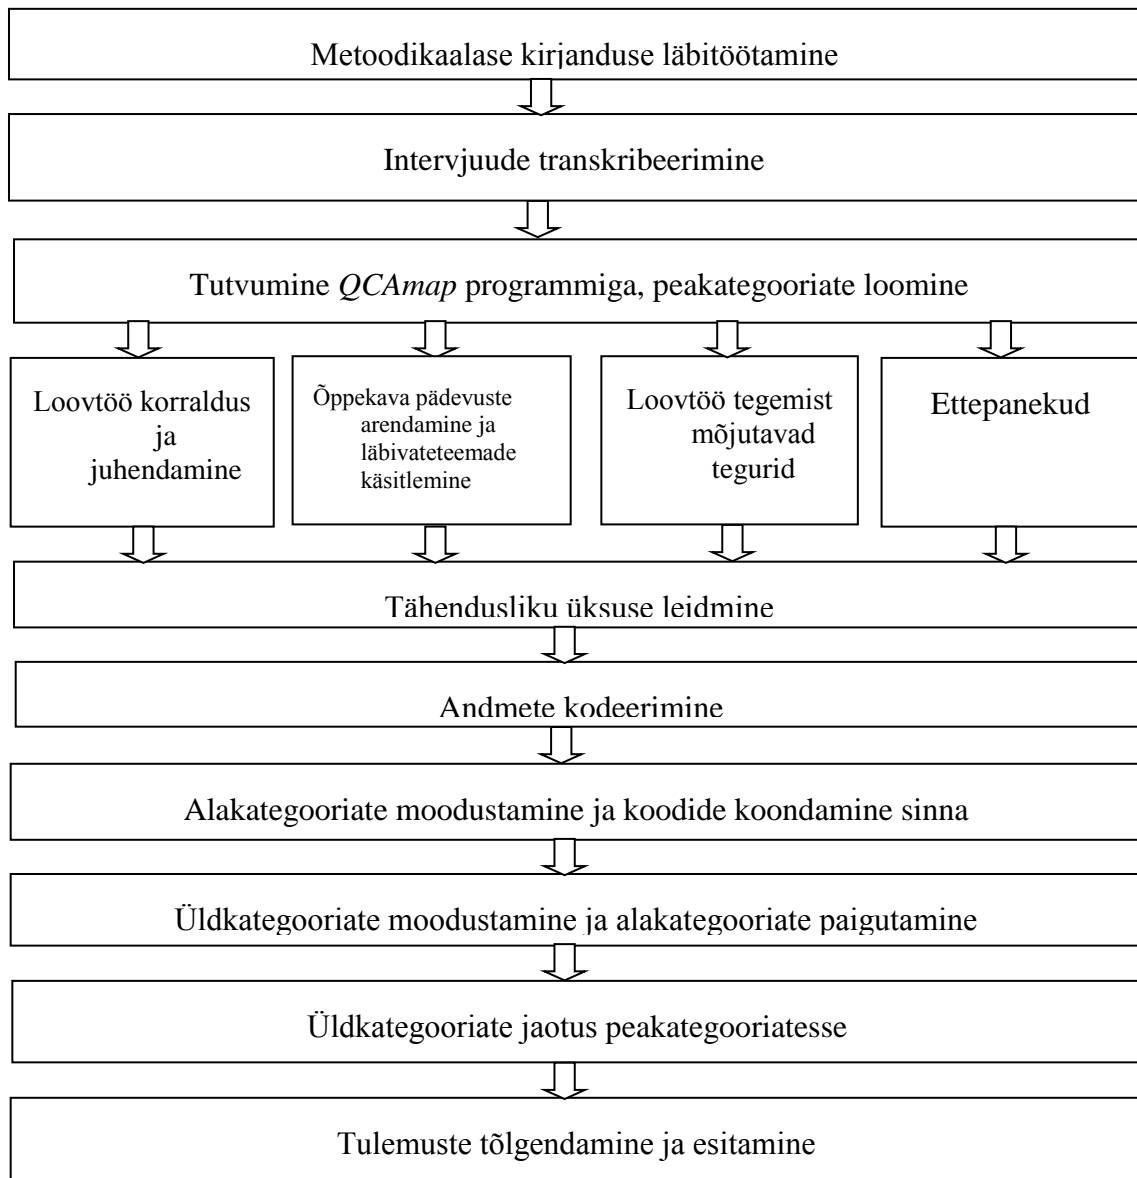 Metoodikaalase kirjanduse läbitöötamine
Intervjuude transkribeerimine
Tutvumine QCAmap programmiga, peakategooriate loomine
Loovtöö korraldus
ja
juhendamine
Õppekava pädevuste
arendamine ja
läbivateteemade
käsitlemine
Loovtöö tegemist
mõjutavad
tegurid
Ettepanekud
Tähendusliku üksuse leidmine
Andmete kodeerimine
Alakategooriate moodustamine ja koodide koondamine sinna
Üldkategooriate moodustamine ja alakategooriate paigutamine
Üldkategooriate jaotus peakategooriatesse
Tulemuste tõlgendamine ja esitamine